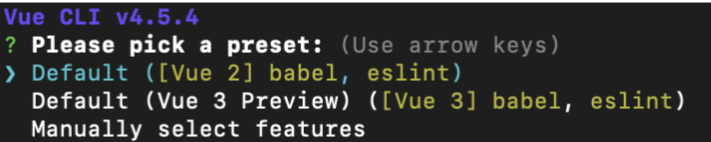 Vue CLI v4.5.4
? Please pick a preset: (Use arrow keys)
❯ Default ([Vue 2] babel, eslint)
Default (Vue 3 Preview) ([Vue 3] babel, eslint)
Manually select features